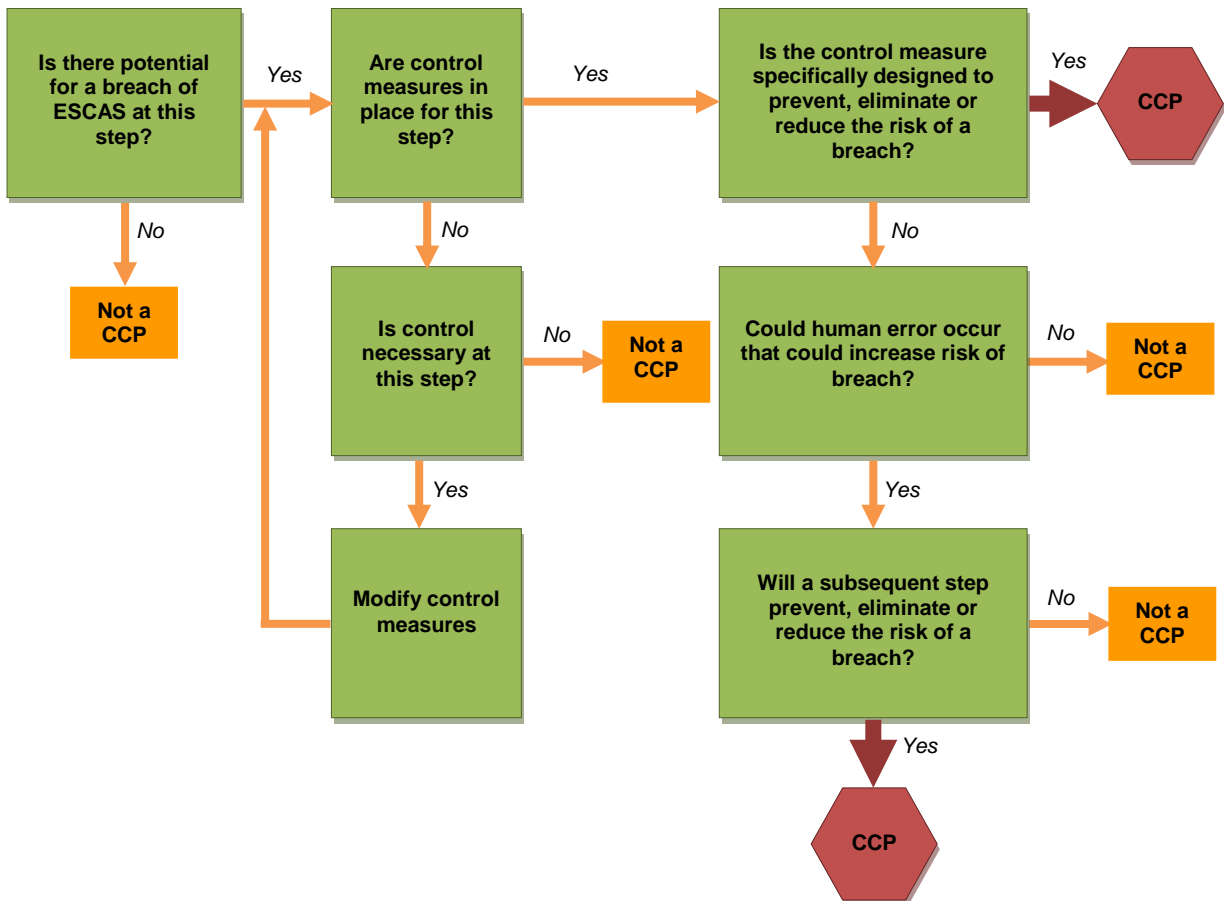 Is there potential
for a breach of
ESCAS at this
step?
Yes
Are control
measures in
place for this
step?
Yes
Is the control measure
specifically designed to
prevent, eliminate or
reduce the risk of a
breach?
Yes
CCP
No
Not a
CCP
No
Is control
necessary at
this step?
No
Not a
CCP
No
Could human error occur
that could increase risk of
breach?
No
Not a
CCP
Yes
Modify control
measures
Yes
Will a subsequent step
prevent, eliminate or
reduce the risk of a
breach?
No
Not a
CCP
Yes
CCP